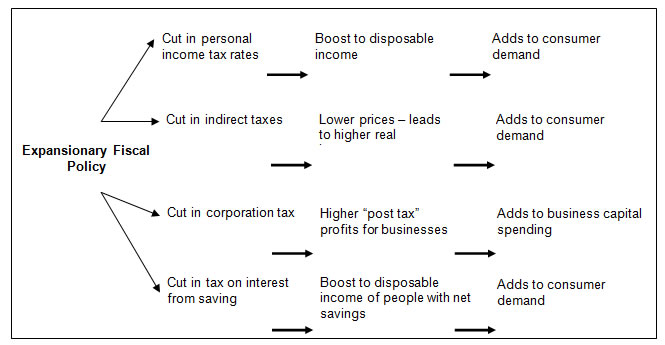 Cut in personal
income tax rates
Boost to disposable
income
Adds to consumer
demand
Cut in indirect taxes
Lower prices – leads
to higher real
Adds to consumer
demand
Expansionary Fiscal
Policy
Cut in corporation tax
Higher “post tax”
profits for businesses
Adds to business capital
spending
Cut in tax on interest
from saving
Boost to disposable
income of people with net
savings
Adds to consumer
demand